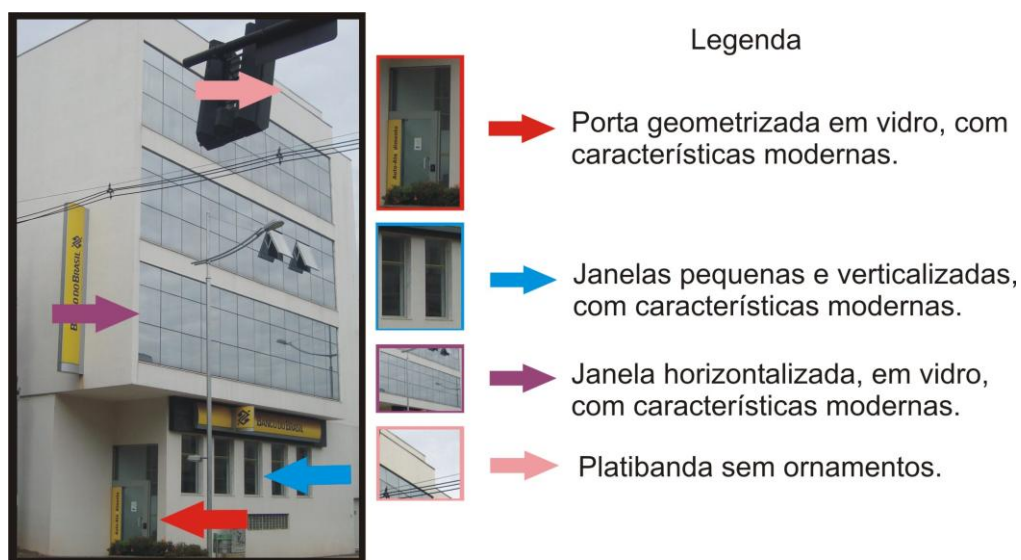 Legenda
Porta geometrizada em vidro, com
características modernas.
Janelas pequenas e verticalizadas,
com características modernas.
Janela horizontalizada, em vidro,
com características modernas.
Platibanda sem ornamentos.
BANCO DO BRASIL
BANCO DO BRASIL